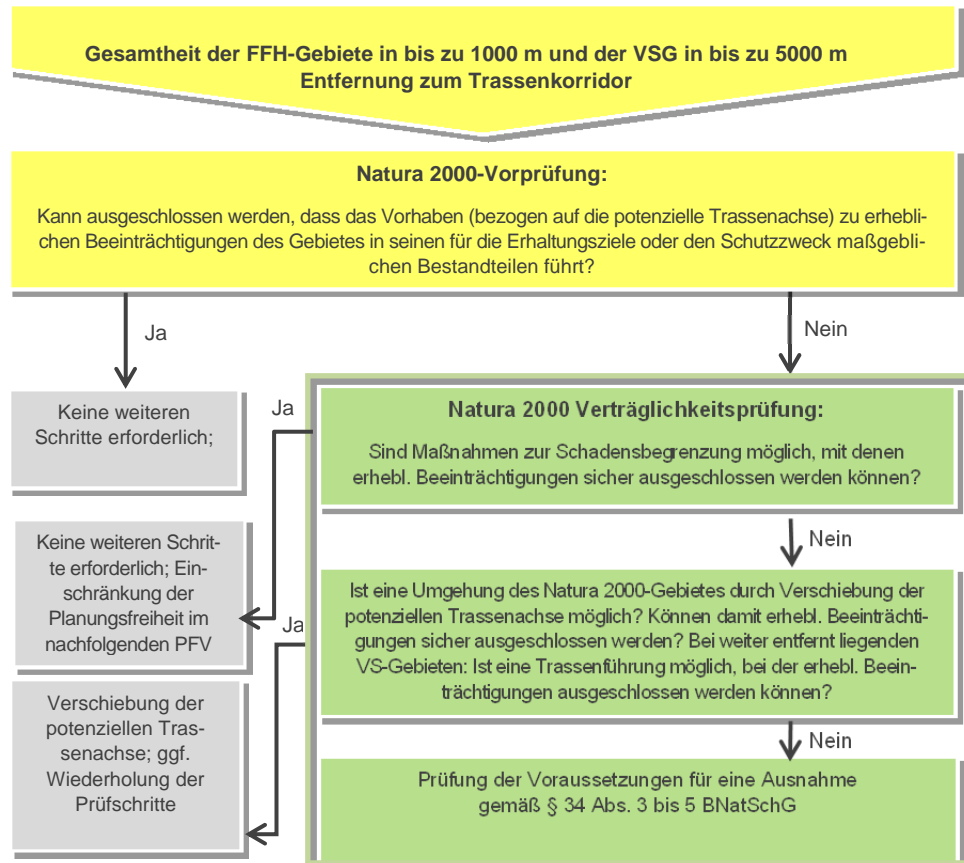 Gesamtheit der FFH-Gebiete in bis zu 1000 m und der VSG in bis zu 5000 m
Entfernung zum Trassenkorridor
Natura 2000-Vorprüfung:
Kann ausgeschlossen werden, dass das Vorhaben (bezogen auf die potenzielle Trassenachse) zu erhebli-
chen Beeinträchtigungen des Gebietes in seinen für die Erhaltungsziele oder den Schutzzweck maßgebli-
chen Bestandteilen führt?
Ja
Nein
Keine weiteren
Schritte erforderlich;
Ja
Natura 2000 Verträglichkeitsprüfung:
Sind Maßnahmen zur Schadensbegrenzung möglich, mit denen
erhebl. Beeinträchtigungen sicher ausgeschlossen werden können?
Keine weiteren Schrit-
te erforderlich; Ein-
schränkung der
Planungsfreiheit im
nachfolgenden PFV
Nein
Ja
Ist eine Umgehung des Natura 2000-Gebietes durch Verschiebung der
potenziellen Trassenachse möglich? Können damit erhebl. Beeinträchti-
gungen sicher ausgeschlossen werden? Bei weiter entfernt liegenden
VS-Gebieten: Ist eine Trassenführung möglich, bei der erhebl. Beein-
trächtigungen ausgeschlossen werden können?
Verschiebung der
potenziellen Tras-
senachse; ggf.
Wiederholung der
Prüfschritte
Nein
Prüfung der Voraussetzungen für eine Ausnahme
gemäß § 34 Abs. 3 bis 5 BNatSchG